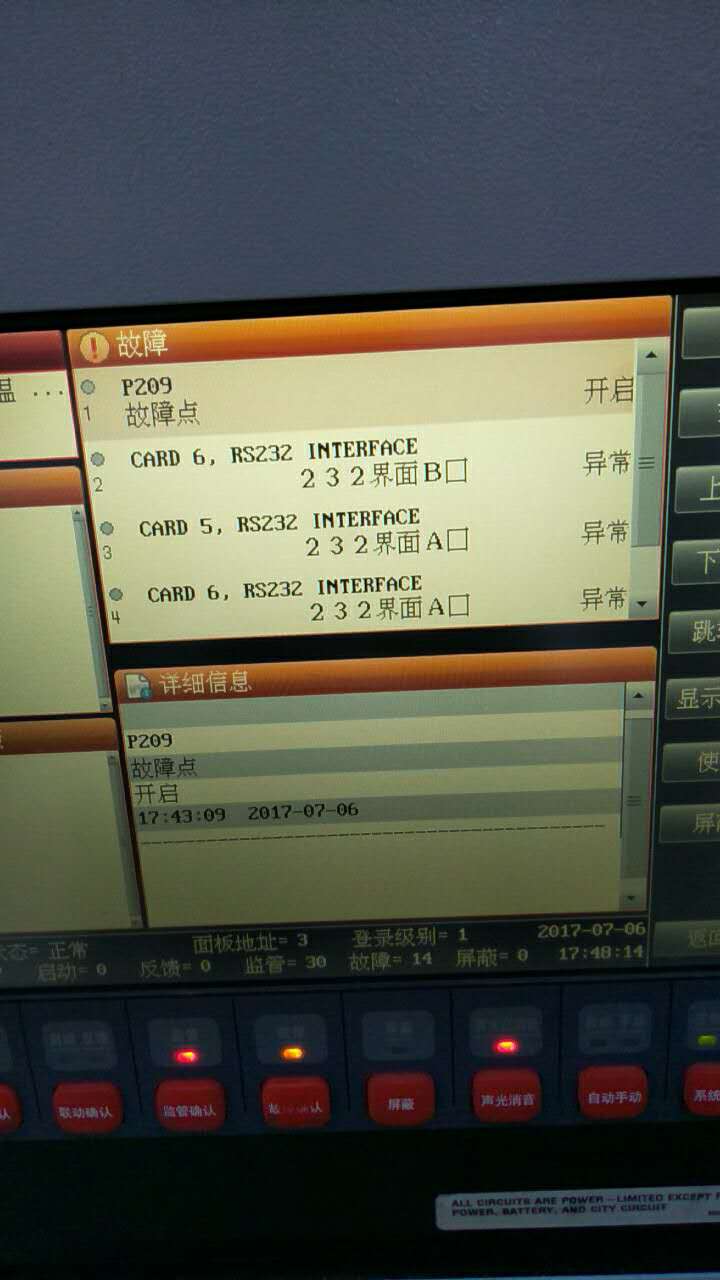 故障
温 ...
P209
开启
1
故障点
CARD 6, RS232 INTERFACE
2 3 2界面B口
异常
2
CARD 5, RS232 INTERFACE
2 3 2界面A口
异常
3
CARD 6, RS232 INTERFACE
2 3 2界面A口
异常
4
上
下
显示
使
详细信息
P209
故障点
开启
17:43:09 2017-07-06
状态= 正常
面板地址= 3
登录级别= 1
2017-07-06
启动= 0
反馈= 0
监管= 30
故障= 14
屏蔽= 0
17:48:14
返回
认
联动确认
监管确认
认
屏蔽
声光消音
自动手动
系统
ALL CIRCUITS ARE POWER-LIMITED EXCEPT
POWER, BATTERY, AND CITY CIRCUIT